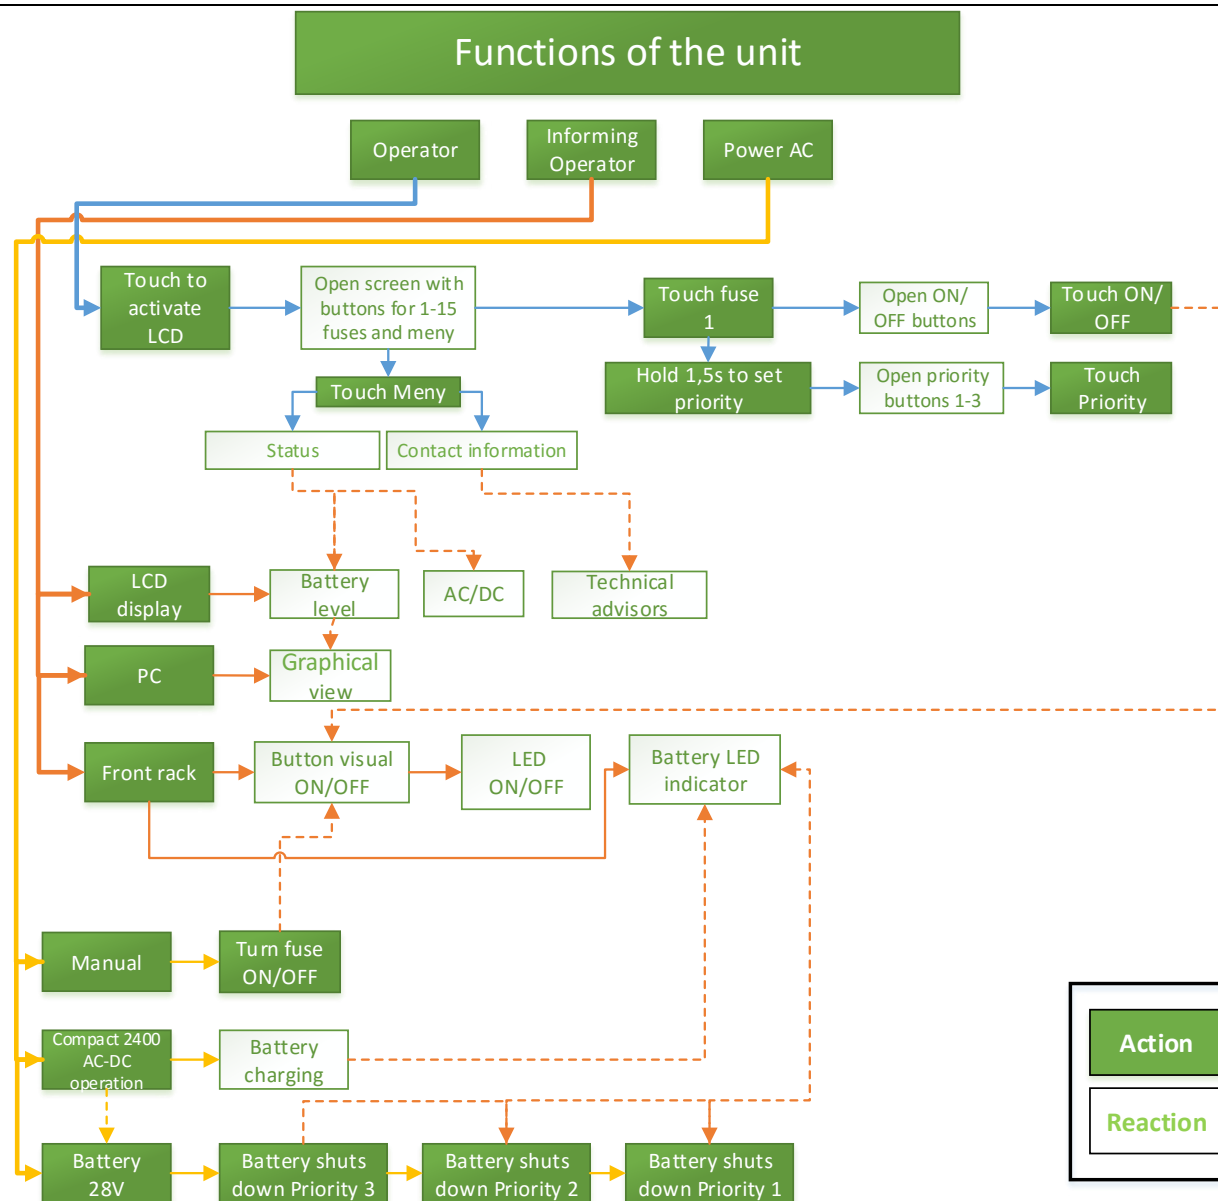 Functions of the unit
Operator
Informing
Operator
Power AC
Touch to
activate
LCD
Open screen with
buttons for 1-15
fuses and meny
Touch fuse
1
Open ON/
OFF buttons
Touch ON/
OFF
Touch Meny
Hold 1,5s to set
priority
Open priority
buttons 1-3
Touch
Priority
Status
Contact information
LCD
display
Battery
level
AC/DC
Technical
advisors
PC
Graphical
view
Front rack
Button visual
ON/OFF
LED
ON/OFF
Battery LED
indicator
Manual
Turn fuse
ON/OFF
Compact 2400
AC-DC
operation
Battery
charging
Action
Reaction
Battery
28V
Battery shuts
down Priority 3
Battery shuts
down Priority 2
Battery shuts
down Priority 1